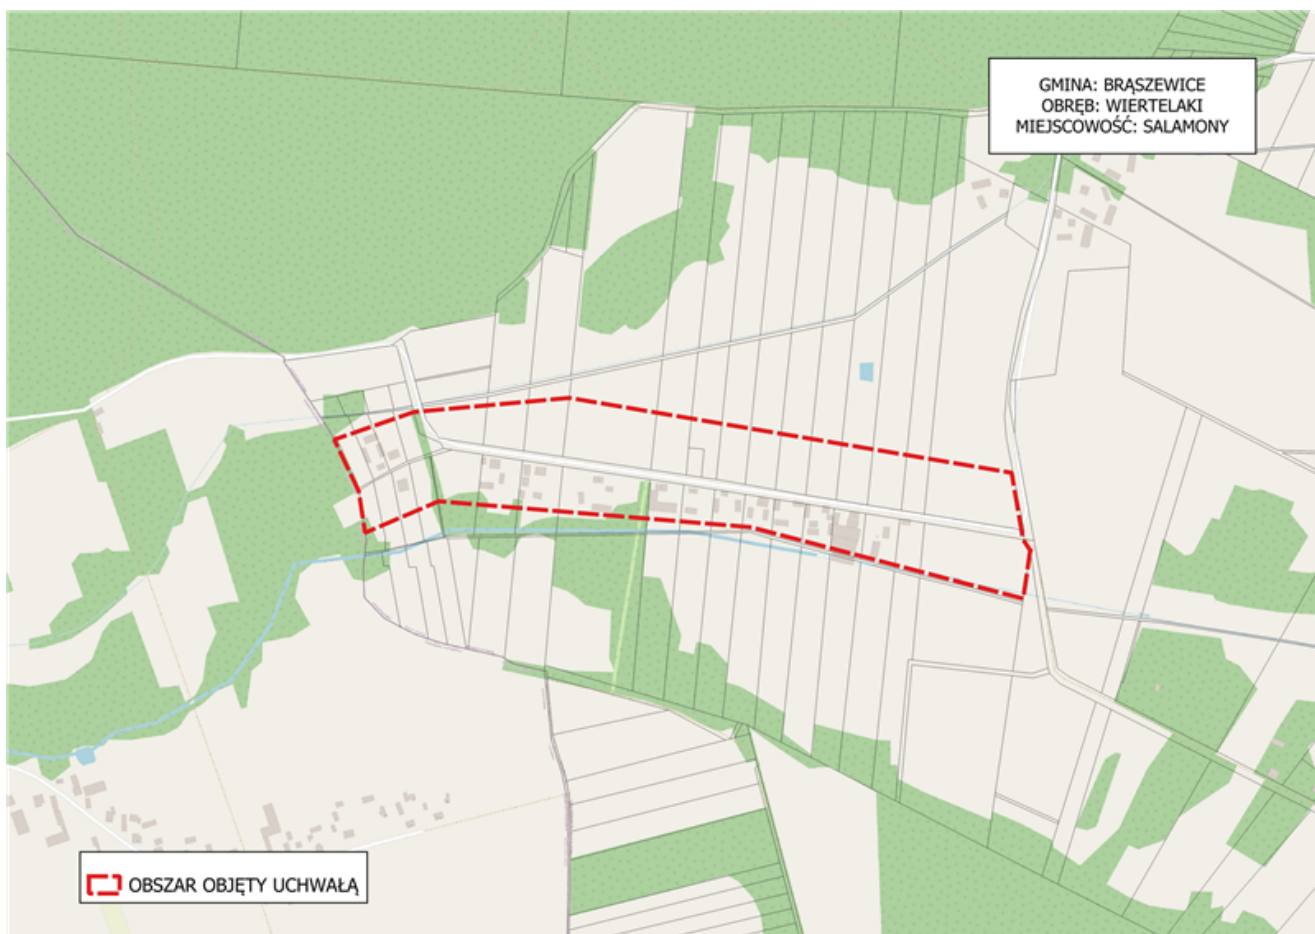 GMINA: BRĄSZEWICE
OBRĘB: WIERTELAKI
MIEJSCOWOŚĆ: SALAMONY
OBSZAR OBJĘTY UCHWAŁĄ